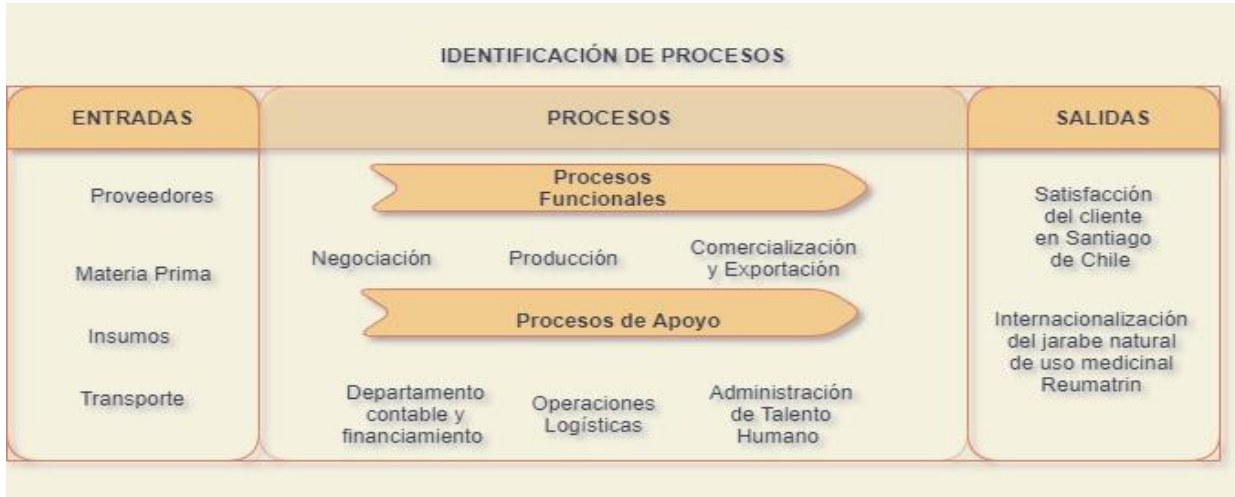 IDENTIFICACIÓN DE PROCESOS
ENTRADAS
Proveedores
Materia Prima
Insumos
Transporte
PROCESOS
Procesos
Funcionales
Negociación
Producción
Comercialización
y Exportación
Procesos de Apoyo
Departamento
contable y
financiamiento
Operaciones
Logísticas
Administración
de Talento
Humano
SALIDAS
Satisfacción
del cliente
en Santiago
de Chile
Internacionalización
del jarabe natural
de uso medicinal
Reumatrin